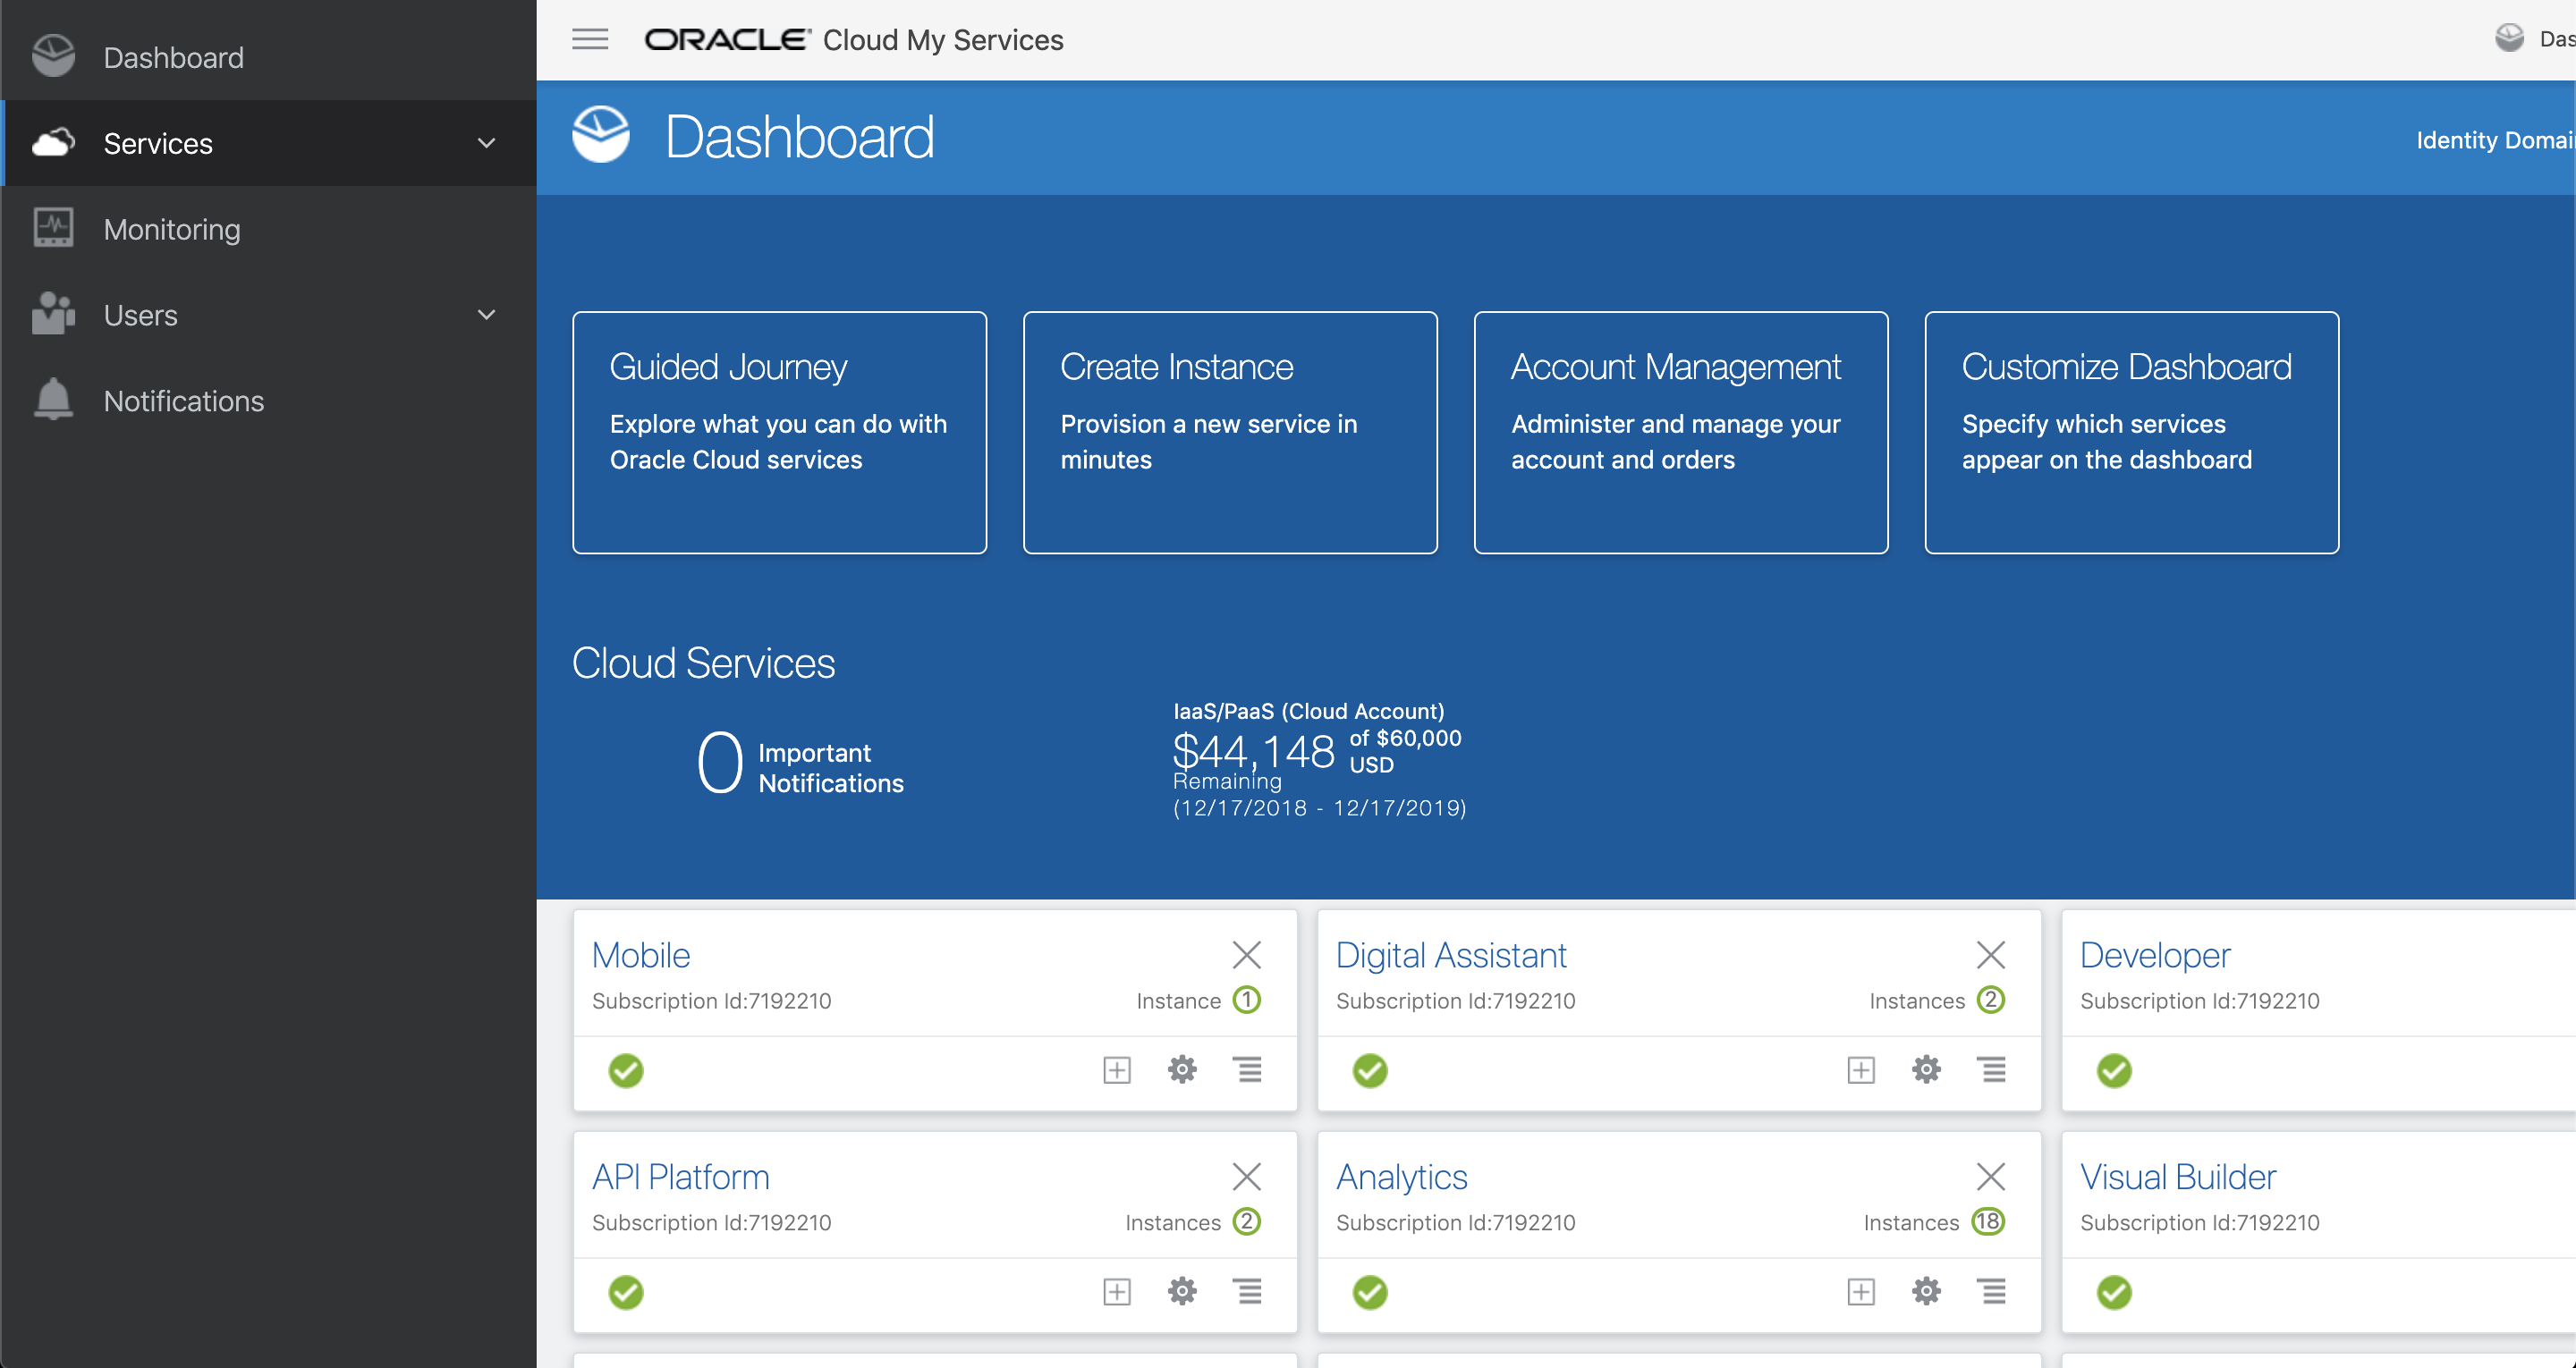 Dashboard
Services
Monitoring
Users
Notifications
ORACLE Cloud My Services
Dashboard
Identity
Guided Journey
Explore what you can do with
Oracle Cloud services
Create Instance
Provision a new service in
minutes
Account Management
Administer and manage your
account and orders
Customize Dashboard
Specify which services
appear on the dashboard
Cloud Services
0 Important
Notifications
IaaS/PaaS (Cloud Account)
$44,148 of $60,000
USD
Remaining
(12/17/2018 - 12/17/2019)
Mobile
Subscription Id:7192210 Instance 1
Digital Assistant
Subscription Id:7192210 Instances 2
Developer
Subscription Id:7192210
API Platform
Subscription Id:7192210 Instances 2
Analytics
Subscription Id:7192210 Instances 18
Visual Builder
Subscription Id:7192210